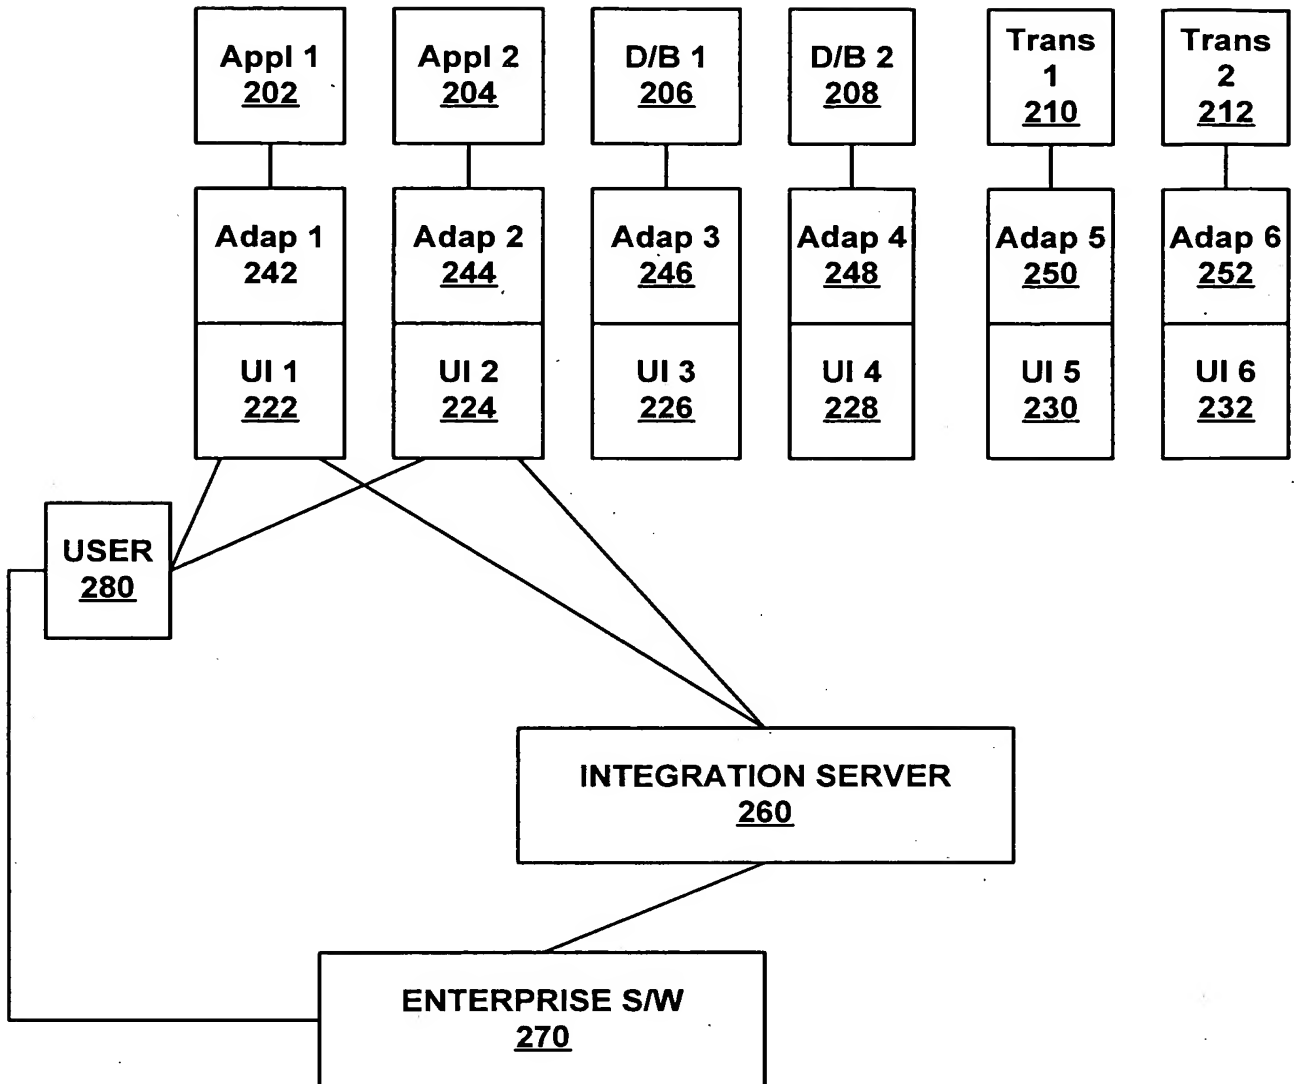 Appl 1
202
Appl 2
204
D/B 1
206
D/B 2
208
Trans
1
210
Trans
2
212
Adap 1
242
Adap 2
244
Adap 3
246
Adap 4
248
Adap 5
250
Adap 6
252
UI 1
222
UI 2
224
UI 3
226
UI 4
228
UI 5
230
UI 6
232
USER
280
INTEGRATION SERVER
260
ENTERPRISE S/W
270